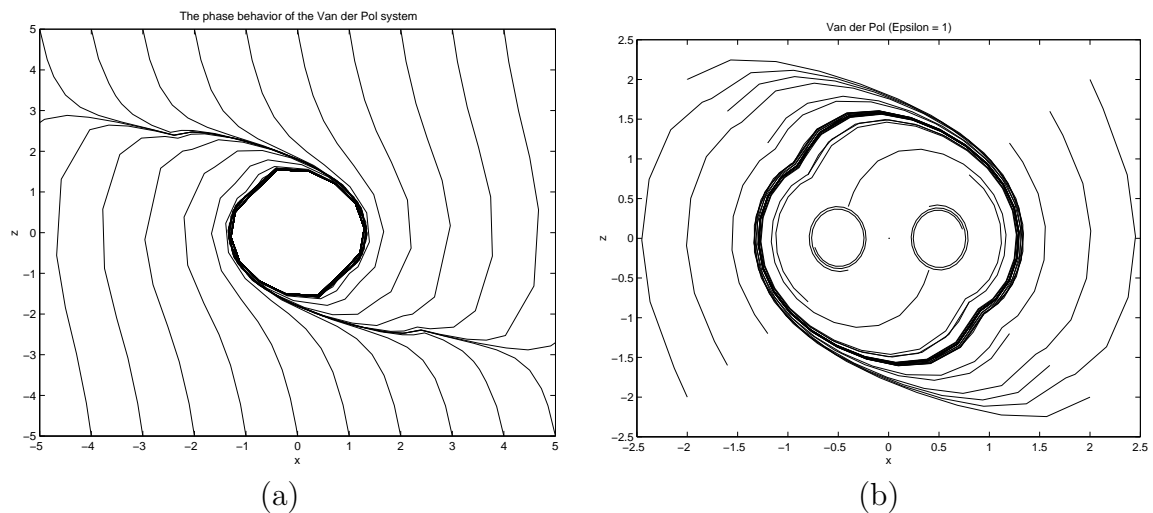 The phase behavior of the Van der Pol system
5
4
3
2
1
0
−1
−2
−3
−4
−5
z
−5 −4 −3 −2 −1 0 1 2 3 4 5
x
(a)
Van der Pol (Epsilon = 1)
2.5
2
1.5
1
0.5
0
−0.5
−1
−1.5
−2
−2.5
z
−2.5 −2 −1.5 −1 −0.5 0 0.5 1 1.5 2 2.5
x
(b)